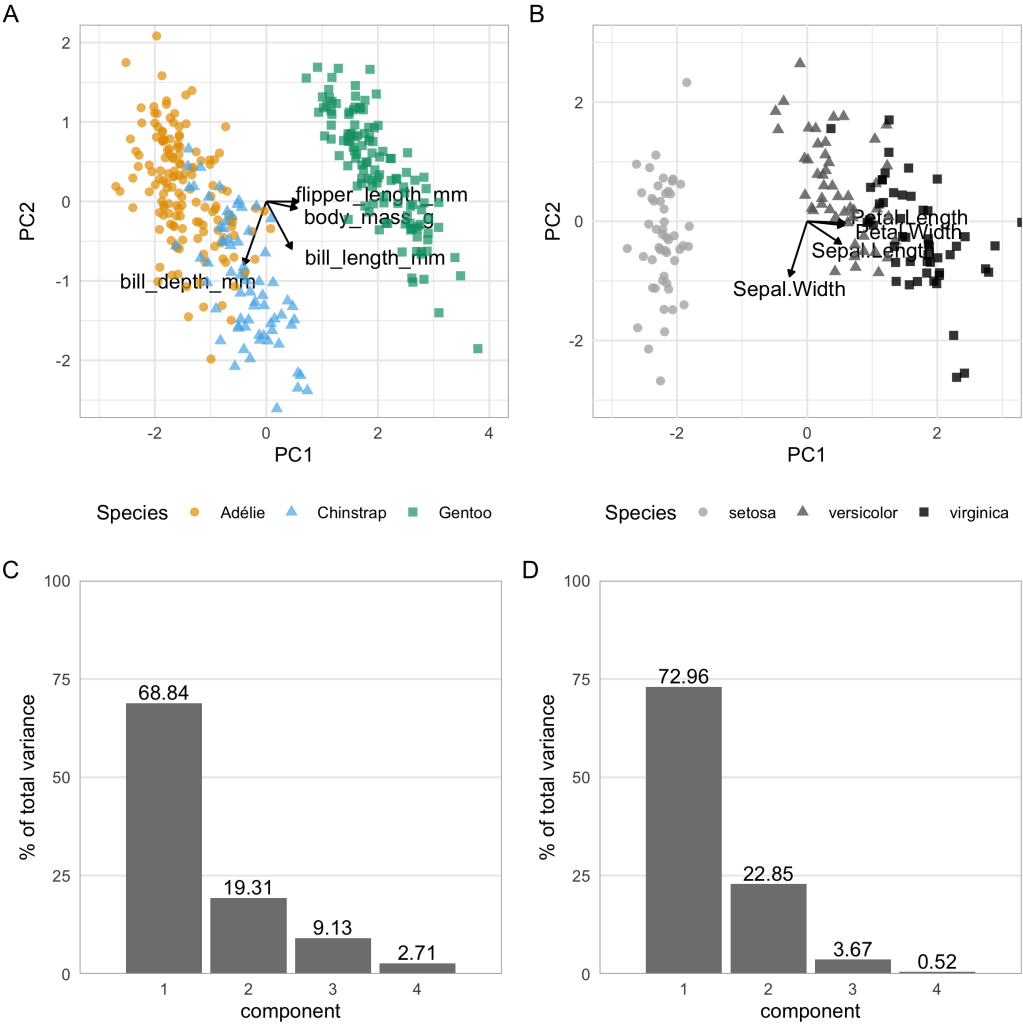 A
2
1
0
-1
-2
PC2
flipper_length_mm
body_mass_g
bill_length_mm
bill_depth_mm
-2 0 2 4
PC1
Species Adélie Chinstrap Gentoo
B
2
0
-2
PC2
Petal.Length
Petal.Width
Sepal.Length
Sepal.Width
-2 0 2
PC1
Species setosa versicolor virginica
C
100
75
50
25
0
% of total variance
68.84
19.31
9.13
2.71
1 2 3 4
component
D
100
75
50
25
0
% of total variance
72.96
22.85
3.67
0.52
1 2 3 4
component